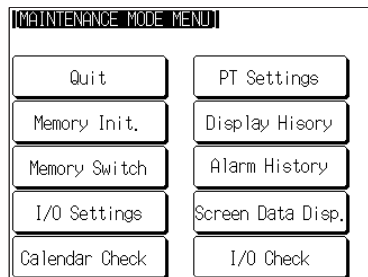 [MAINTENANCE MODE MENU]
Quit
PT Settings
Memory Init.
Display Hisory
Memory Switch
Alarm History
I/O Settings
Screen Data Disp.
Calendar Check
I/O Check